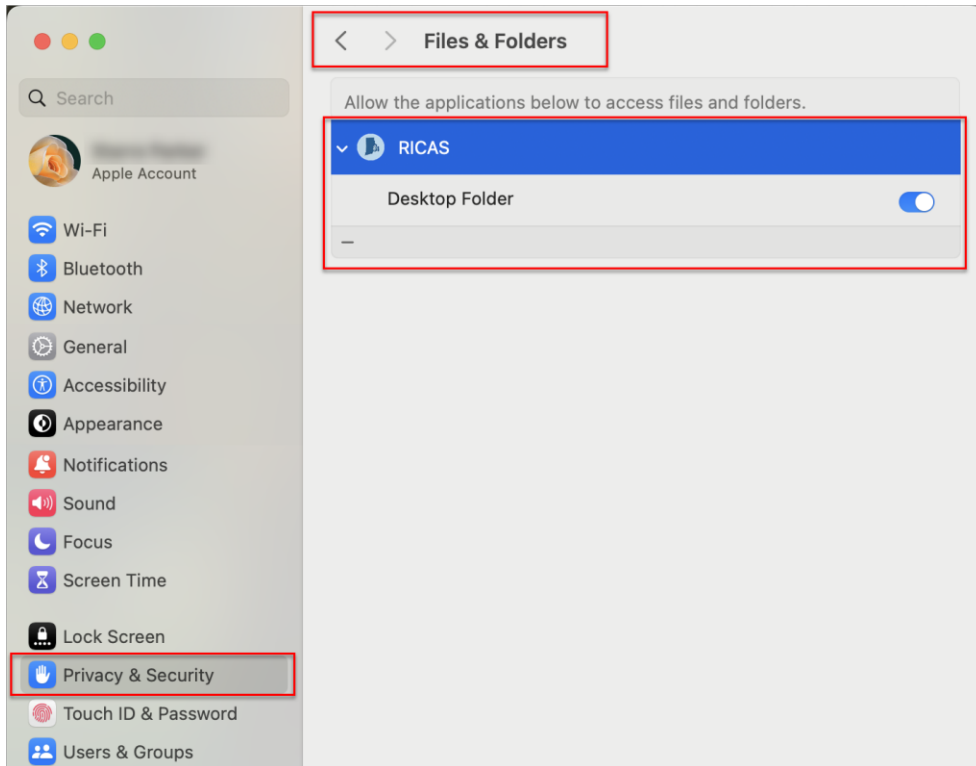 Files & Folders
Search
Apple Account
Wi-Fi
Bluetooth
Network
General
Accessibility
Appearance
Notifications
Sound
Focus
Screen Time
Lock Screen
Privacy & Security
Touch ID & Password
Users & Groups
Allow the applications below to access files and folders.
RICAS
Desktop Folder